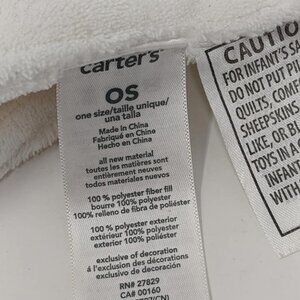 carter's
OS
one size/taille unique/
una talla
Made in China
Fabriqué en Chine
Hecho en China
all new material
toutes les matières sont
entièrement neuves
todos materiales nuevos
100 % polyester fiber fill
bourre 100% polyester
100% relleno de fibra de poliéster
100 % polyester exterior
extérieur 100 % polyester
exterior 100% poliéster
exclusive of decoration
à l'exclusion des décorations
exclusivo de decoración
RN# 27829
CA# 00160
CAUTIO
FOR INFANT'S SA
DO NOT PUT P
QUILTS, COMF
SHEEPSKINS
LIKE, OR B
TOYS IN A
INFAN
WI